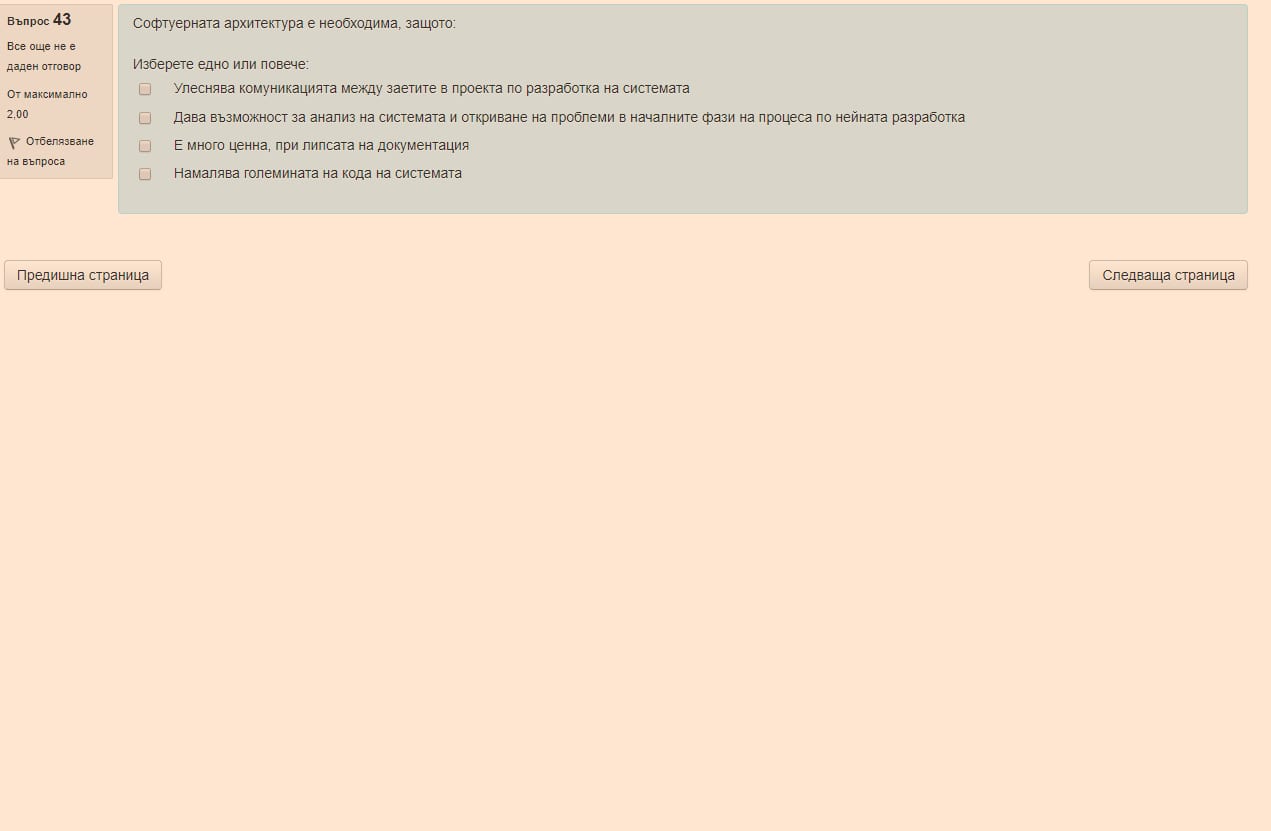 Въпрос 43
Все още не е
даден отговор
От максимално
2,00
Отбелязване
на въпроса
Софтуерната архитектура е необходима, защото:
Изберете едно или повече:
Улеснява комуникацията между заетите в проекта по разработка на системата
Дава възможност за анализ на системата и откриване на проблеми в началните фази на процеса по нейната разработка
Е много ценна, при липсата на документация
Намалява големината на кода на системата
Предишна страница
Следваща страница